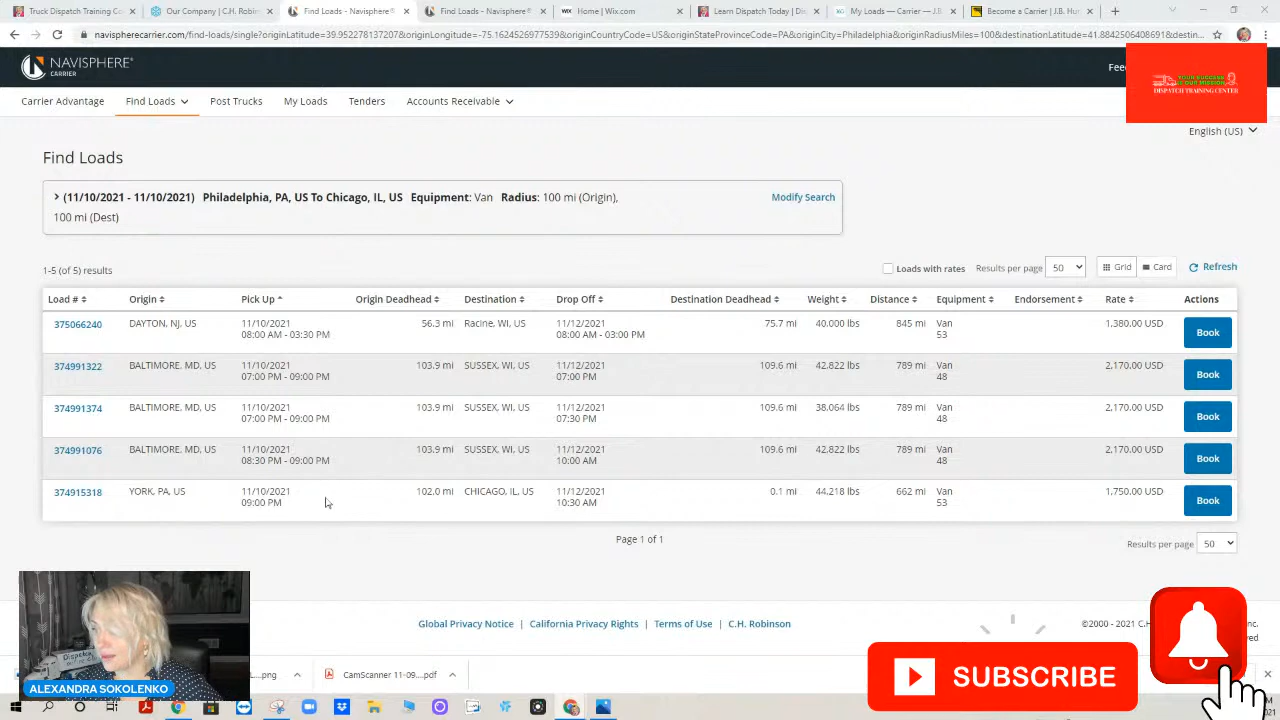 Truck Dispatch Training Center
Our Company | C.H. Robin
Find Loads - Navisphere®
Find Loads - Navisphere®
Home | Wix.com
Learn Dispatch Today | Dis
My Loads — Carrier — J.B.
Become a Carrier | J.B. Hu
navispherecarrier.com/find-loads/single?
originCountryCode=US&originStateProvinceCode=PA&originCity=Philadelphia&originRadiusMiles=100&destinationLatitude=41.8842506408691&destin...
NAVISPHERE®
CARRIER
Fee
YOUR SUCCESS
IS OUR MISSION
DISPATCH TRAINING CENTER
Carrier Advantage Find Loads Post Trucks My Loads Tenders Accounts Receivable
English (US)
Find Loads
(11/10/2021 - 11/10/2021) Philadelphia, PA, US To Chicago, IL, US Equipment: Van Radius: 100 mi (Origin),
100 mi (Dest)
Modify Search
1-5 (of 5) results
Loads with rates Results per page 50 Grid Card Refresh
Load # Origin Pick Up Origin Deadhead Destination Drop Off Destination Deadhead Weight Distance Equipment Endorsement Rate Actions
375066240 DAYTON, NJ, US 11/10/2021 56.3 mi Racine, WI, US 11/12/2021 75.7 mi 40,000 lbs 845 mi Van 1,380.00 USD Book
08:00 AM - 03:30 PM 08:00 AM - 03:00 PM 53
374991322 BALTIMORE, MD, US 11/10/2021 103.9 mi SUSSEX, WI, US 11/12/2021 109.6 mi 42,822 lbs 789 mi Van 2,170.00 USD Book
07:00 PM - 09:00 PM 07:00 PM 48
374991374 BALTIMORE, MD, US 11/10/2021 103.9 mi SUSSEX, WI, US 11/12/2021 109.6 mi 38,064 lbs 789 mi Van 2,170.00 USD Book
07:00 PM - 09:00 PM 07:30 PM 48
374991076 BALTIMORE, MD, US 11/10/2021 103.9 mi SUSSEX, WI, US 11/12/2021 109.6 mi 42,822 lbs 789 mi Van 2,170.00 USD Book
08:30 PM - 09:00 PM 10:00 AM 48
374915318 YORK, PA, US 11/10/2021 102.0 mi CHICAGO, IL, US 11/12/2021 0.1 mi 44,218 lbs 662 mi Van 1,750.00 USD Book
09:00 PM 10:30 AM 53
Page 1 of 1
Results per page 50
Global Privacy Notice | California Privacy Rights | Terms of Use | C.H. Robinson
©2000 - 2021 C.H.
nc.
rved
L...png
CamScanner 11-09....pdf
SUBSCRIBE
ALEXANDRA SOKOLENKO
M
2021